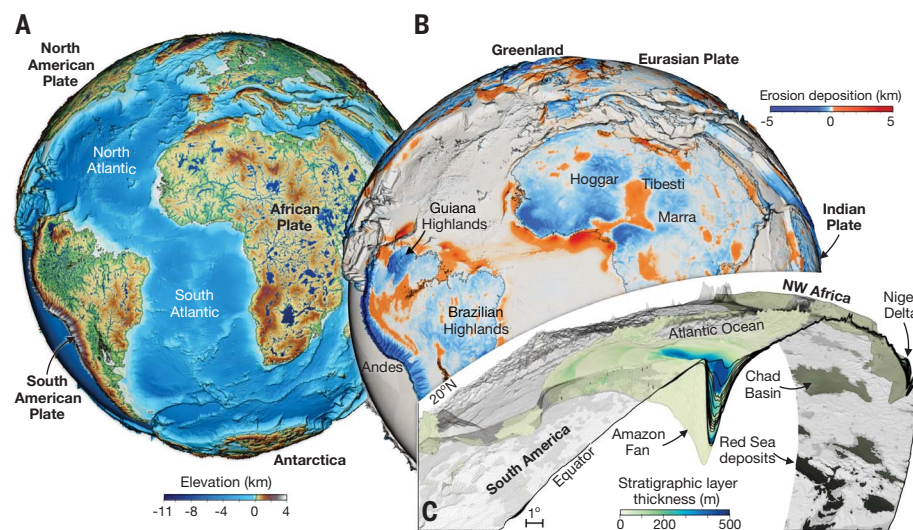 A
North
American
Plate
North
Atlantic
African
Plate
South
Atlantic
South
American
Plate
Antarctica
Elevation (km)
-11 -8 -4 0 4
B
Greenland
Eurasian Plate
Erosion deposition (km)
-5 0 5
Hoggar
Tibesti
Marra
Guiana
Highlands
Indian
Plate
Brazilian
Highlands
Andes
20°N
NW Africa
Niger
Delta
Atlantic Ocean
Chad
Basin
Amazon
Fan
Red Sea
deposits
South America
Equator
C
1°
Stratigraphic layer
thickness (m)
0 250 500